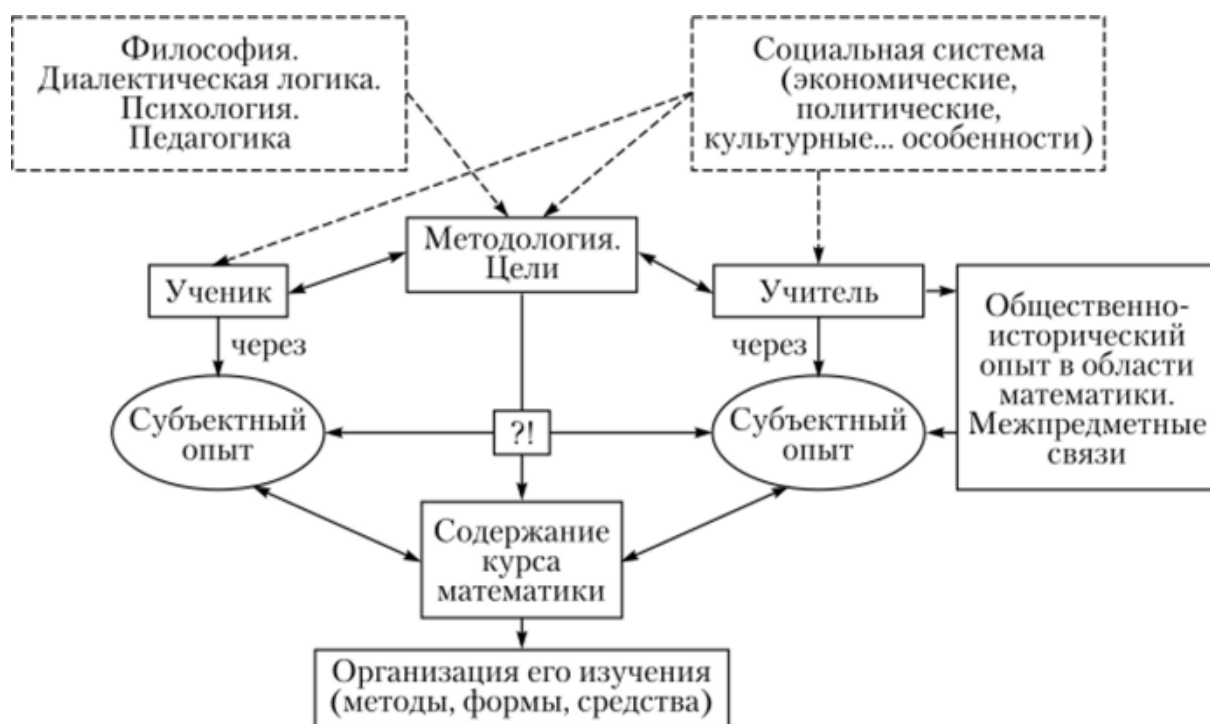 Философия.
Диалектическая логика.
Психология.
Педагогика
Социальная система
(экономические,
политические,
культурные... особенности)
Методология.
Цели
Ученик
Учитель
Общественно-
исторический
опыт в области
математики.
Межпредметные
связи
через
через
Субъектный
опыт
?!
Субъектный
опыт
Содержание
курса
математики
Организация его изучения
(методы, формы, средства)